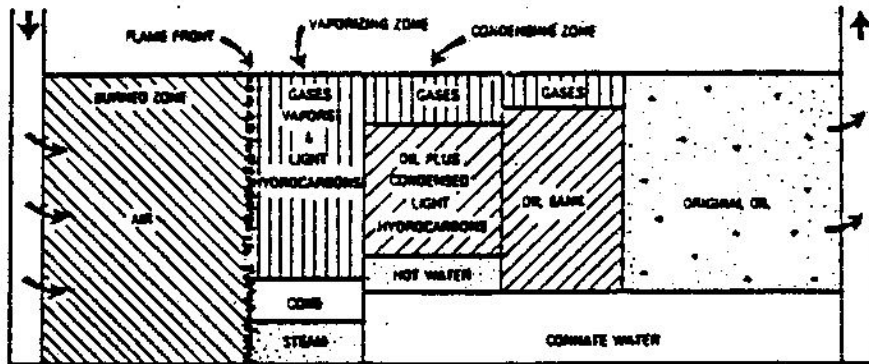 VAPORIZING ZONE
FLAME FRONT
CONDENSING ZONE
BURNED ZONE
GASES
VAPORS
&
LIGHT
HYDROCARBONS
GASES
GASES
OIL PLUS
CONDENSED
LIGHT
HYDROCARBONS
OIL BANK
ORIGINAL OIL
AIR
HOT WATER
STEAM
CONNATE WATER